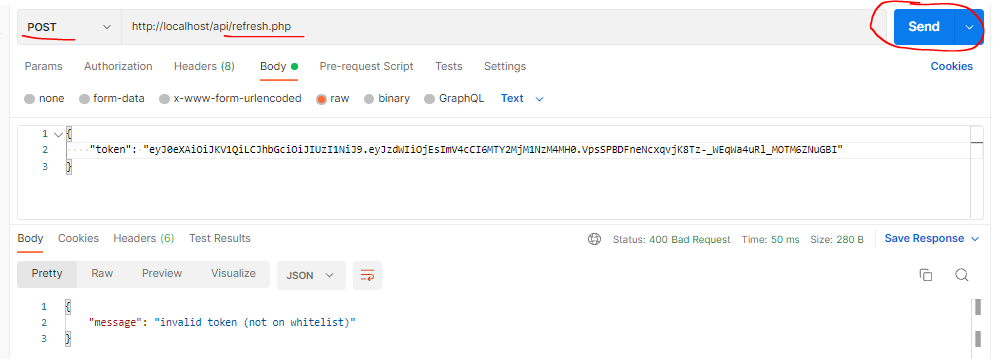 POST http://localhost/api/refresh.php Send
Params Authorization Headers (8) Body Pre-request Script Tests Settings Cookies
none form-data x-www-form-urlencoded raw binary GraphQL Text
1 {
2 "token": "eyJ0eXAiOiJKV1QiLCJhbGciOiJIUzI1NiJ9.eyJzdWIiOjEsImV4cCI6MTY2MjM1NzM4MH0.VpsSPBDFneNcxqvjK8Tz-_WEqWa4uRl_MOTM6ZNuGBI"
3 }
Body Cookies Headers (6) Test Results Status: 400 Bad Request Time: 50 ms Size: 280 B Save Response
Pretty Raw Preview Visualize JSON
1 {
2 "message": "invalid token (not on whitelist)"
3 }